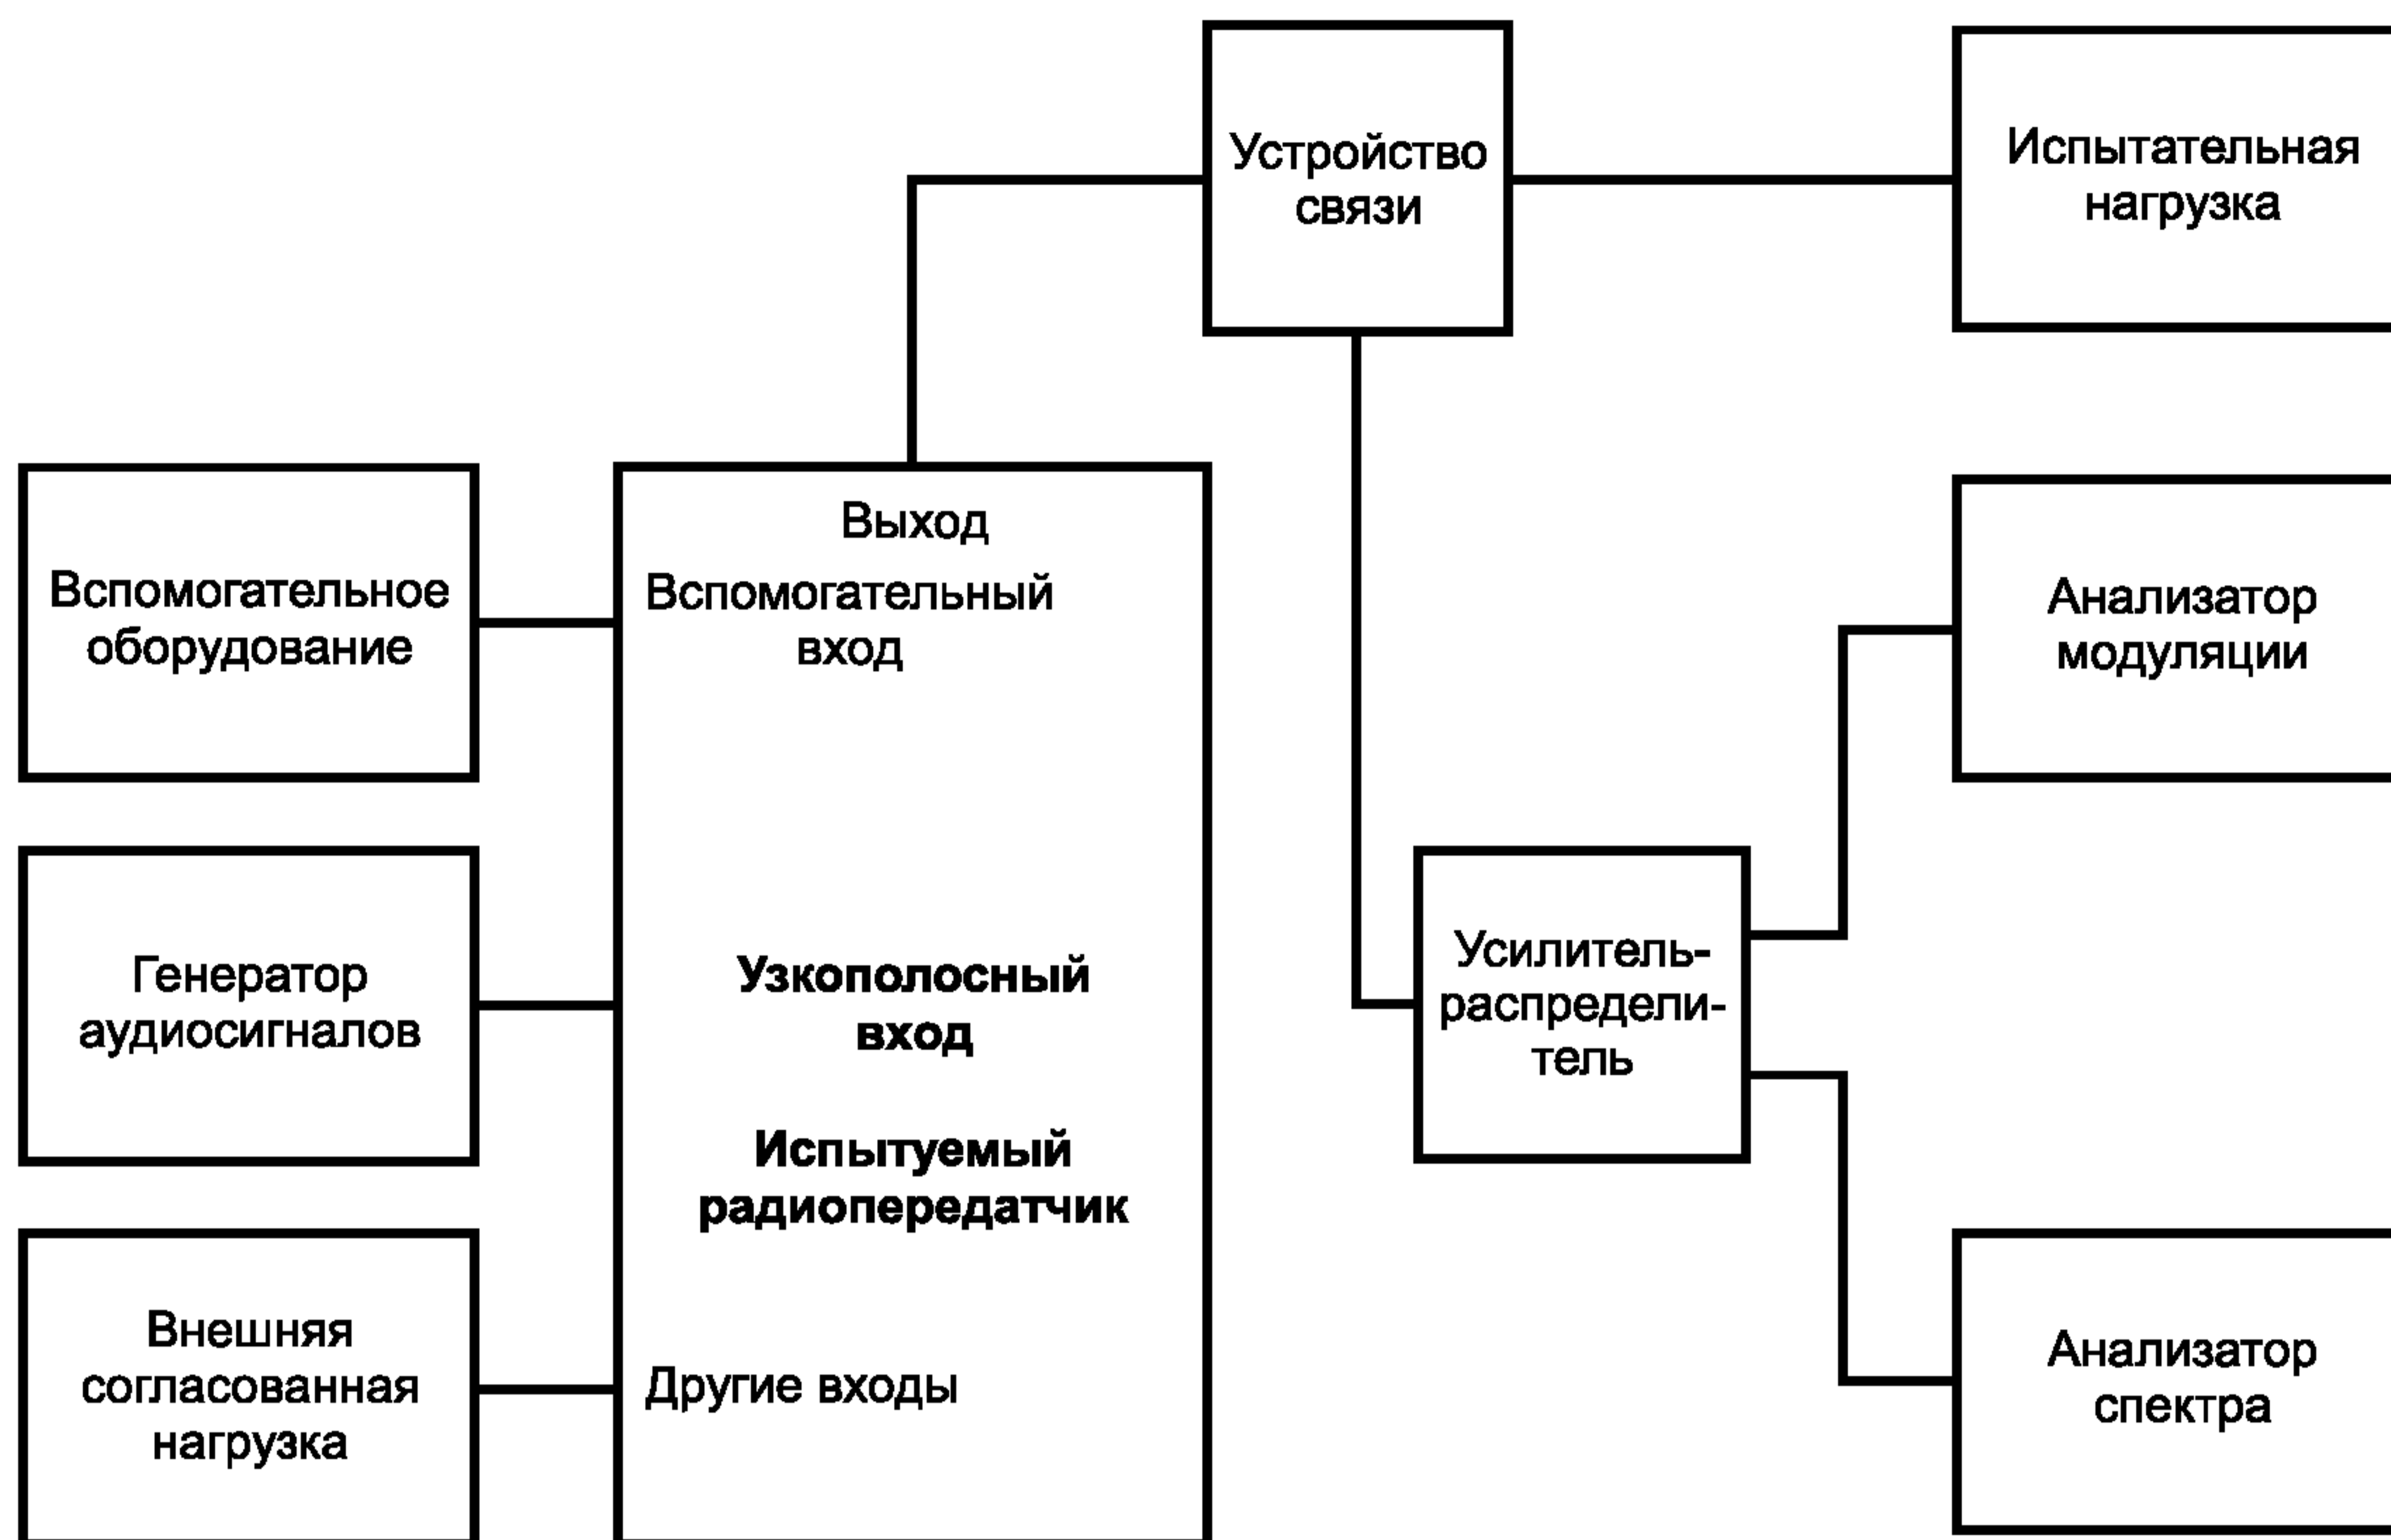 Устройство
связи
Испытательная
нагрузка
Вспомогательное
оборудование
Выход
Вспомогательный
вход
Анализатор
модуляции
Генератор
аудиосигналов
Узкополосный
вход
Испытуемый
радиопередатчик
Усилитель-
распредели-
тель
Внешняя
согласованная
нагрузка
Другие входы
Анализатор
спектра